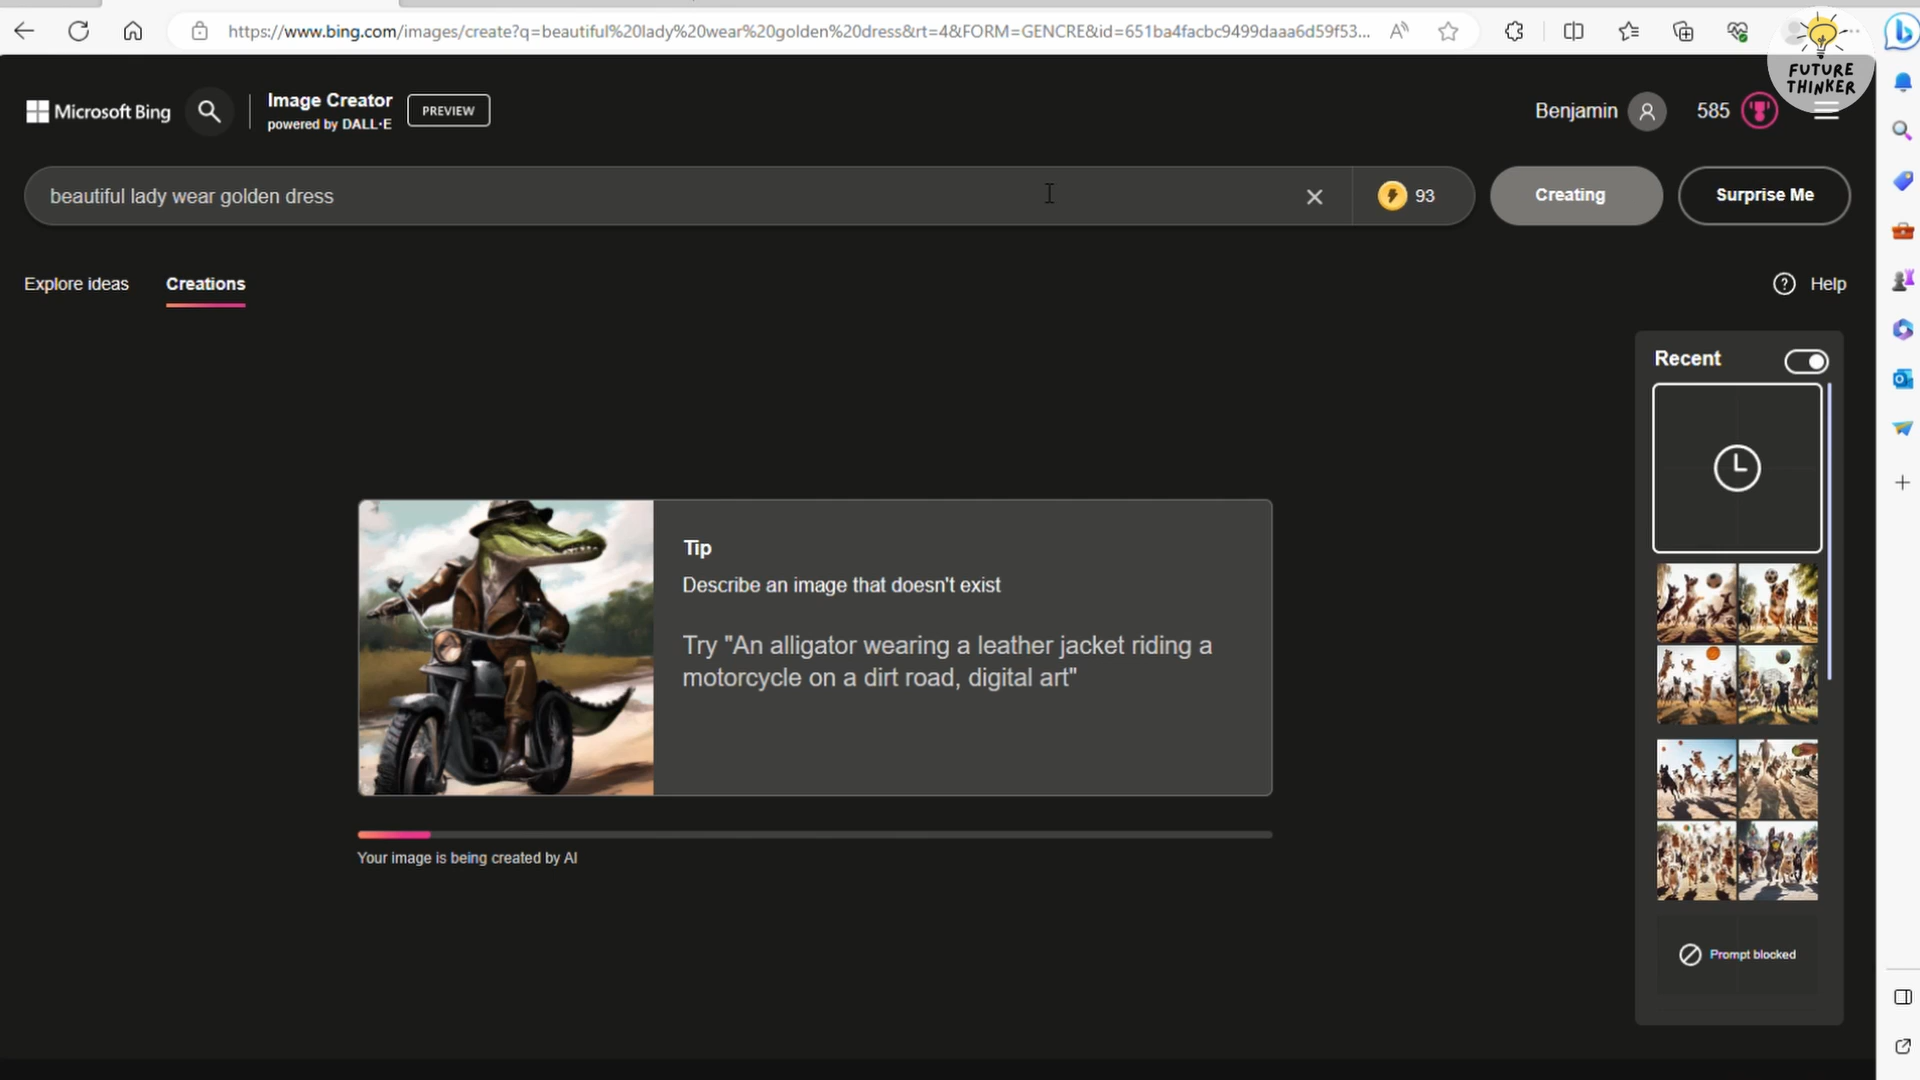 https://www.bing.com/images/create?q=beautiful%20lady%20wear%20golden%20dress&rt=4&FORM=GENCRE&id=651ba4facbc9499daaa6d59f53...
FUTURE
THINKER
Microsoft Bing
Image Creator
powered by DALL·E
PREVIEW
Benjamin
585
beautiful lady wear golden dress
93
Creating
Surprise Me
Explore ideas
Creations
Help
Recent
Tip
Describe an image that doesn't exist
Try "An alligator wearing a leather jacket riding a
motorcycle on a dirt road, digital art"
Your image is being created by AI
Prompt blocked